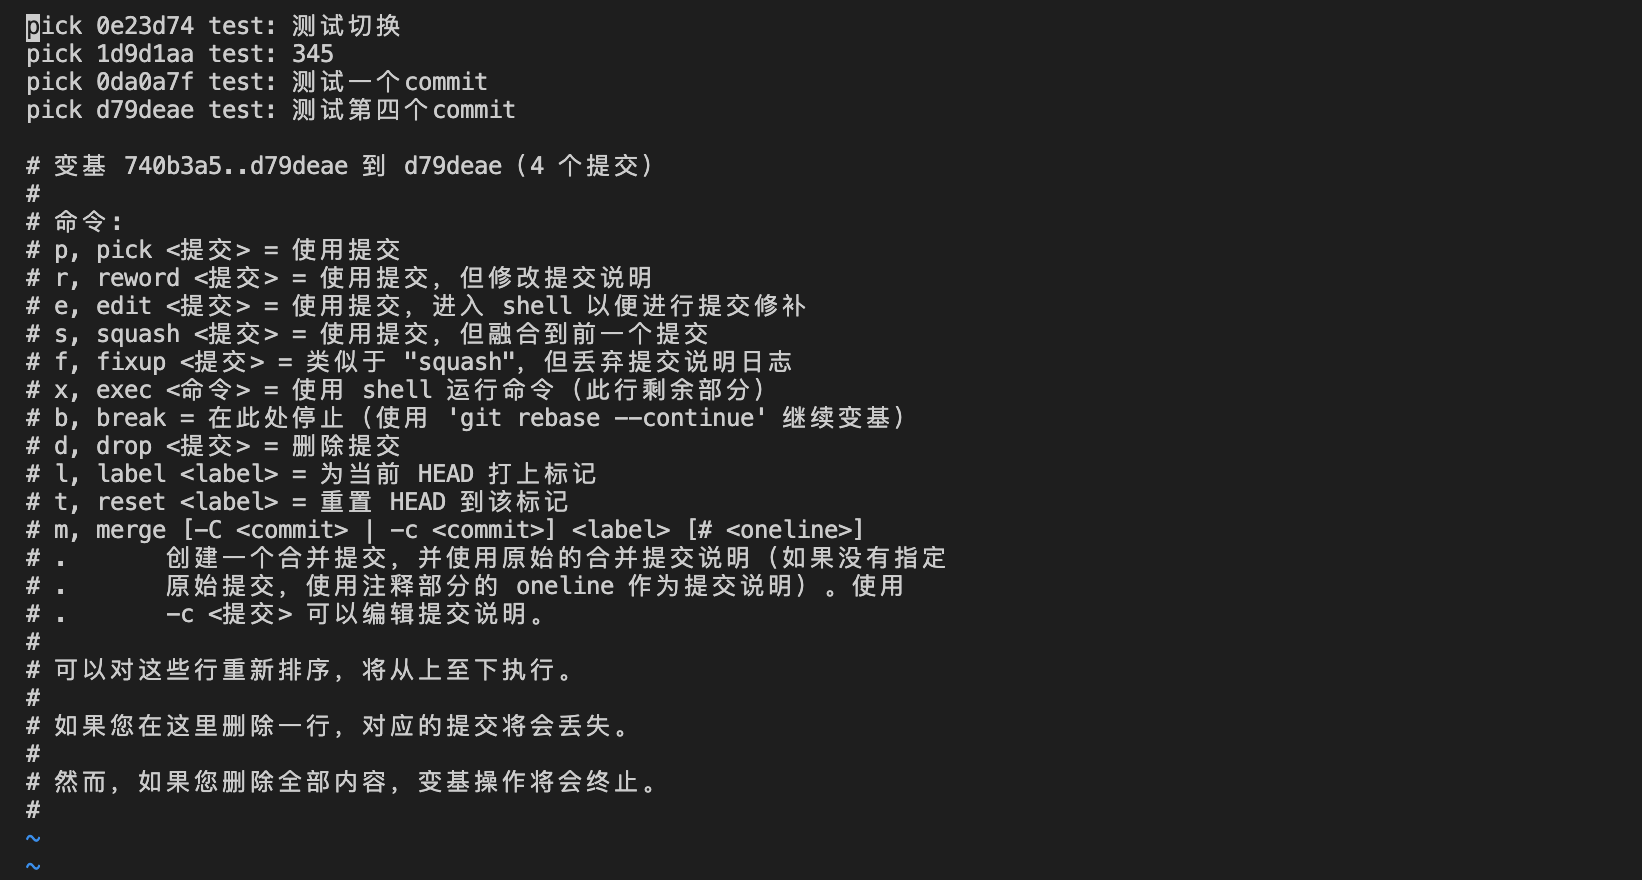 pick 0e23d74 test: 测试切换
pick 1d9d1aa test: 345
pick 0da0a7f test: 测试一个commit
pick d79deae test: 测试第四个commit
# 变基 740b3a5..d79deae 到 d79deae（4 个提交）
#
# 命令:
# p, pick <提交> = 使用提交
# r, reword <提交> = 使用提交，但修改提交说明
# e, edit <提交> = 使用提交，进入 shell 以便进行提交修补
# s, squash <提交> = 使用提交，但融合到前一个提交
# f, fixup <提交> = 类似于 "squash"，但丢弃提交说明日志
# x, exec <命令> = 使用 shell 运行命令（此行剩余部分）
# b, break = 在此处停止（使用 'git rebase --continue' 继续变基）
# d, drop <提交> = 删除提交
# l, label <label> = 为当前 HEAD 打上标记
# t, reset <label> = 重置 HEAD 到该标记
# m, merge [-C <commit> | -c <commit>] <label> [# <oneline>]
# .       创建一个合并提交，并使用原始的合并提交说明（如果没有指定
# .       原始提交，使用注释部分的 oneline 作为提交说明）。使用
# .       -c <提交> 可以编辑提交说明。
#
# 可以对这些行重新排序，将从上至下执行。
#
# 如果您在这里删除一行，对应的提交将会丢失。
#
# 然而，如果您删除全部内容，变基操作将会终止。
#
~
~